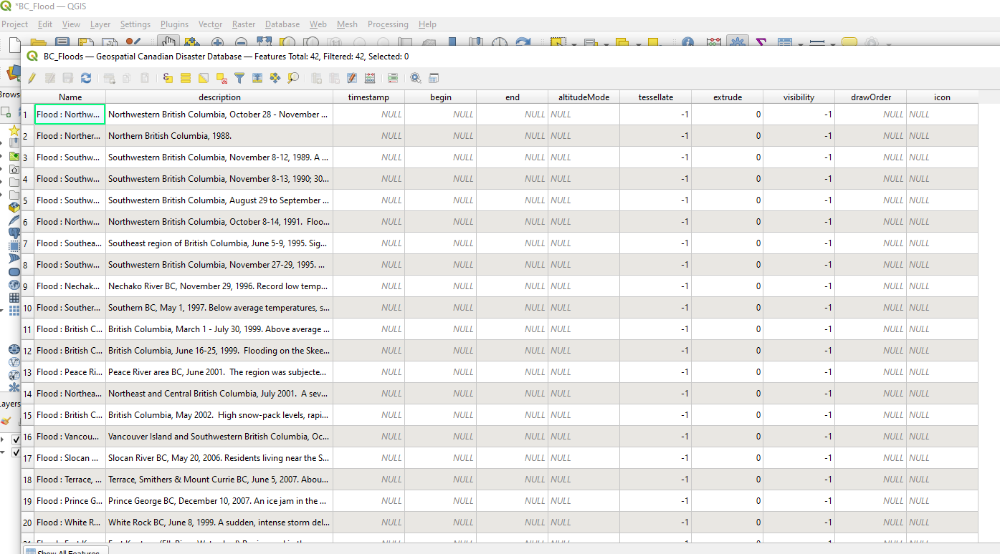 *BC_Flood — QGIS
Project Edit View Layer Settings Plugins Vector Raster Database Web Mesh Processing Help
BC_Floods — Geospatial Canadian Disaster Database — Features Total: 42, Filtered: 42, Selected: 0
Name description timestamp begin end altitudeMode tessellate extrude visibility drawOrder icon
1 Flood : Northw... Northwestern British Columbia, October 28 - November ... NULL NULL NULL NULL -1 0 -1 NULL NULL
2 Flood : Norther... Northern British Columbia, 1988. NULL NULL NULL NULL -1 0 -1 NULL NULL
3 Flood : Southw... Southwestern British Columbia, November 8-12, 1989. A ... NULL NULL NULL NULL -1 0 -1 NULL NULL
4 Flood : Southw... Southwestern British Columbia, November 8-13, 1990; 30... NULL NULL NULL NULL -1 0 -1 NULL NULL
5 Flood : Southw... Southwestern British Columbia, August 29 to September ... NULL NULL NULL NULL -1 0 -1 NULL NULL
6 Flood : Northw... Northwestern British Columbia, October 8-14, 1991.  Floo... NULL NULL NULL NULL -1 0 -1 NULL NULL
7 Flood : Southea... Southeast region of British Columbia, June 5-9, 1995. Sig... NULL NULL NULL NULL -1 0 -1 NULL NULL
8 Flood : Southw... Southwestern British Columbia, November 27-29, 1995. ... NULL NULL NULL NULL -1 0 -1 NULL NULL
9 Flood : Nechak... Nechako River BC, November 29, 1996. Record low temp... NULL NULL NULL NULL -1 0 -1 NULL NULL
10 Flood : Souther... Southern BC, May 1, 1997. Below average temperatures, s... NULL NULL NULL NULL -1 0 -1 NULL NULL
11 Flood : British C... British Columbia, March 1 - July 30, 1999. Above average ... NULL NULL NULL NULL -1 0 -1 NULL NULL
12 Flood : British C... British Columbia, June 16-25, 1999.  Flooding on the Skee... NULL NULL NULL NULL -1 0 -1 NULL NULL
13 Flood : Peace Ri... Peace River area BC, June 2001.  The region was subjecte... NULL NULL NULL NULL -1 0 -1 NULL NULL
14 Flood : Northea... Northeast and Central British Columbia, July 2001.  A sev... NULL NULL NULL NULL -1 0 -1 NULL NULL
15 Flood : British C... British Columbia, May 2002.  High snow-pack levels, rapi... NULL NULL NULL NULL -1 0 -1 NULL NULL
16 Flood : Vancou... Vancouver Island and Southwestern British Columbia, Oc... NULL NULL NULL NULL -1 0 -1 NULL NULL
17 Flood : Slocan ... Slocan River BC, May 20, 2006. Residents living near the S... NULL NULL NULL NULL -1 0 -1 NULL NULL
18 Flood : Terrace, ... Terrace, Smithers & Mount Currie BC, June 5, 2007. Abou... NULL NULL NULL NULL -1 0 -1 NULL NULL
19 Flood : Prince G... Prince George BC, December 10, 2007. An ice jam in the ... NULL NULL NULL NULL -1 0 -1 NULL NULL
20 Flood : White R... White Rock BC, June 8, 1999. A sudden, intense storm del... NULL NULL NULL NULL -1 0 -1 NULL NULL
Show All Features